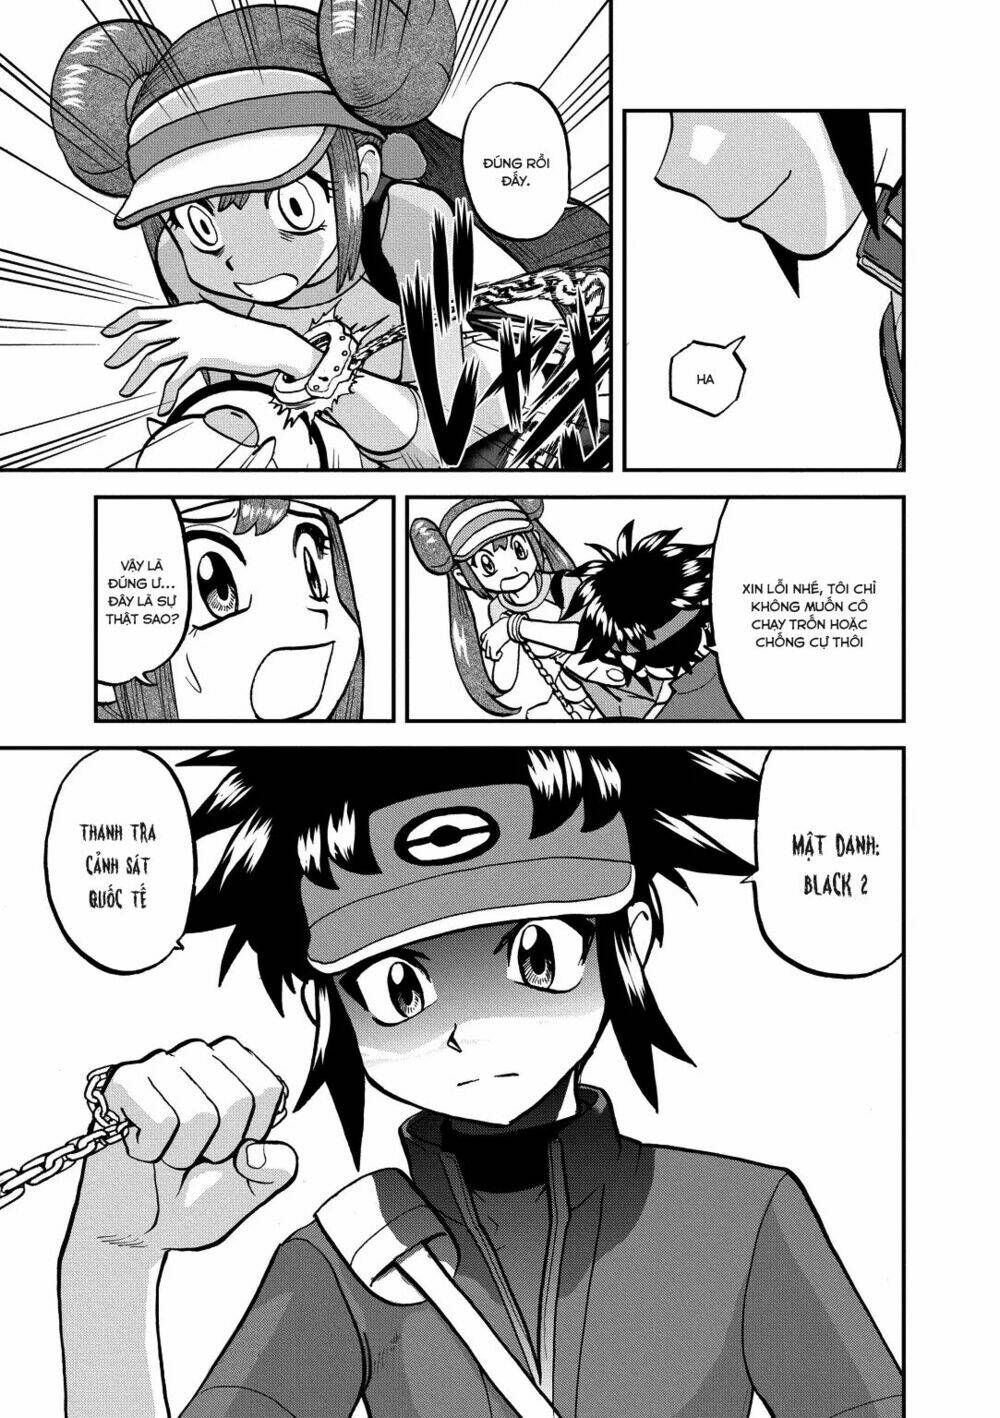 HA
ĐÚNG RỒI
ĐẤY.
XIN LỖI NHÉ, TÔI CHỈ
KHÔNG MUỐN CÔ
CHẠY TRỐN HOẶC
CHỐNG CỰ THÔI
VẬY LÀ
ĐÚNG Ư...
ĐÂY LÀ SỰ
THẬT SAO?
MẬT DANH:
BLACK 2
THANH TRA
CẢNH SÁT
QUỐC TẾ